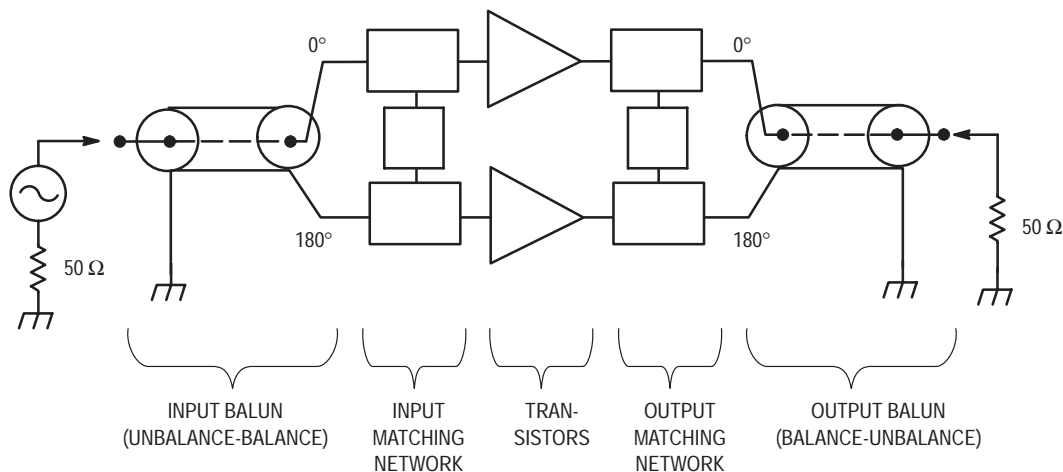 0°
0°
180°
180°
50 Ω
50 Ω
INPUT BALUN
(UNBALANCE-BALANCE)
INPUT
MATCHING
NETWORK
TRAN-
SISTORS
OUTPUT
MATCHING
NETWORK
OUTPUT BALUN
(BALANCE-UNBALANCE)